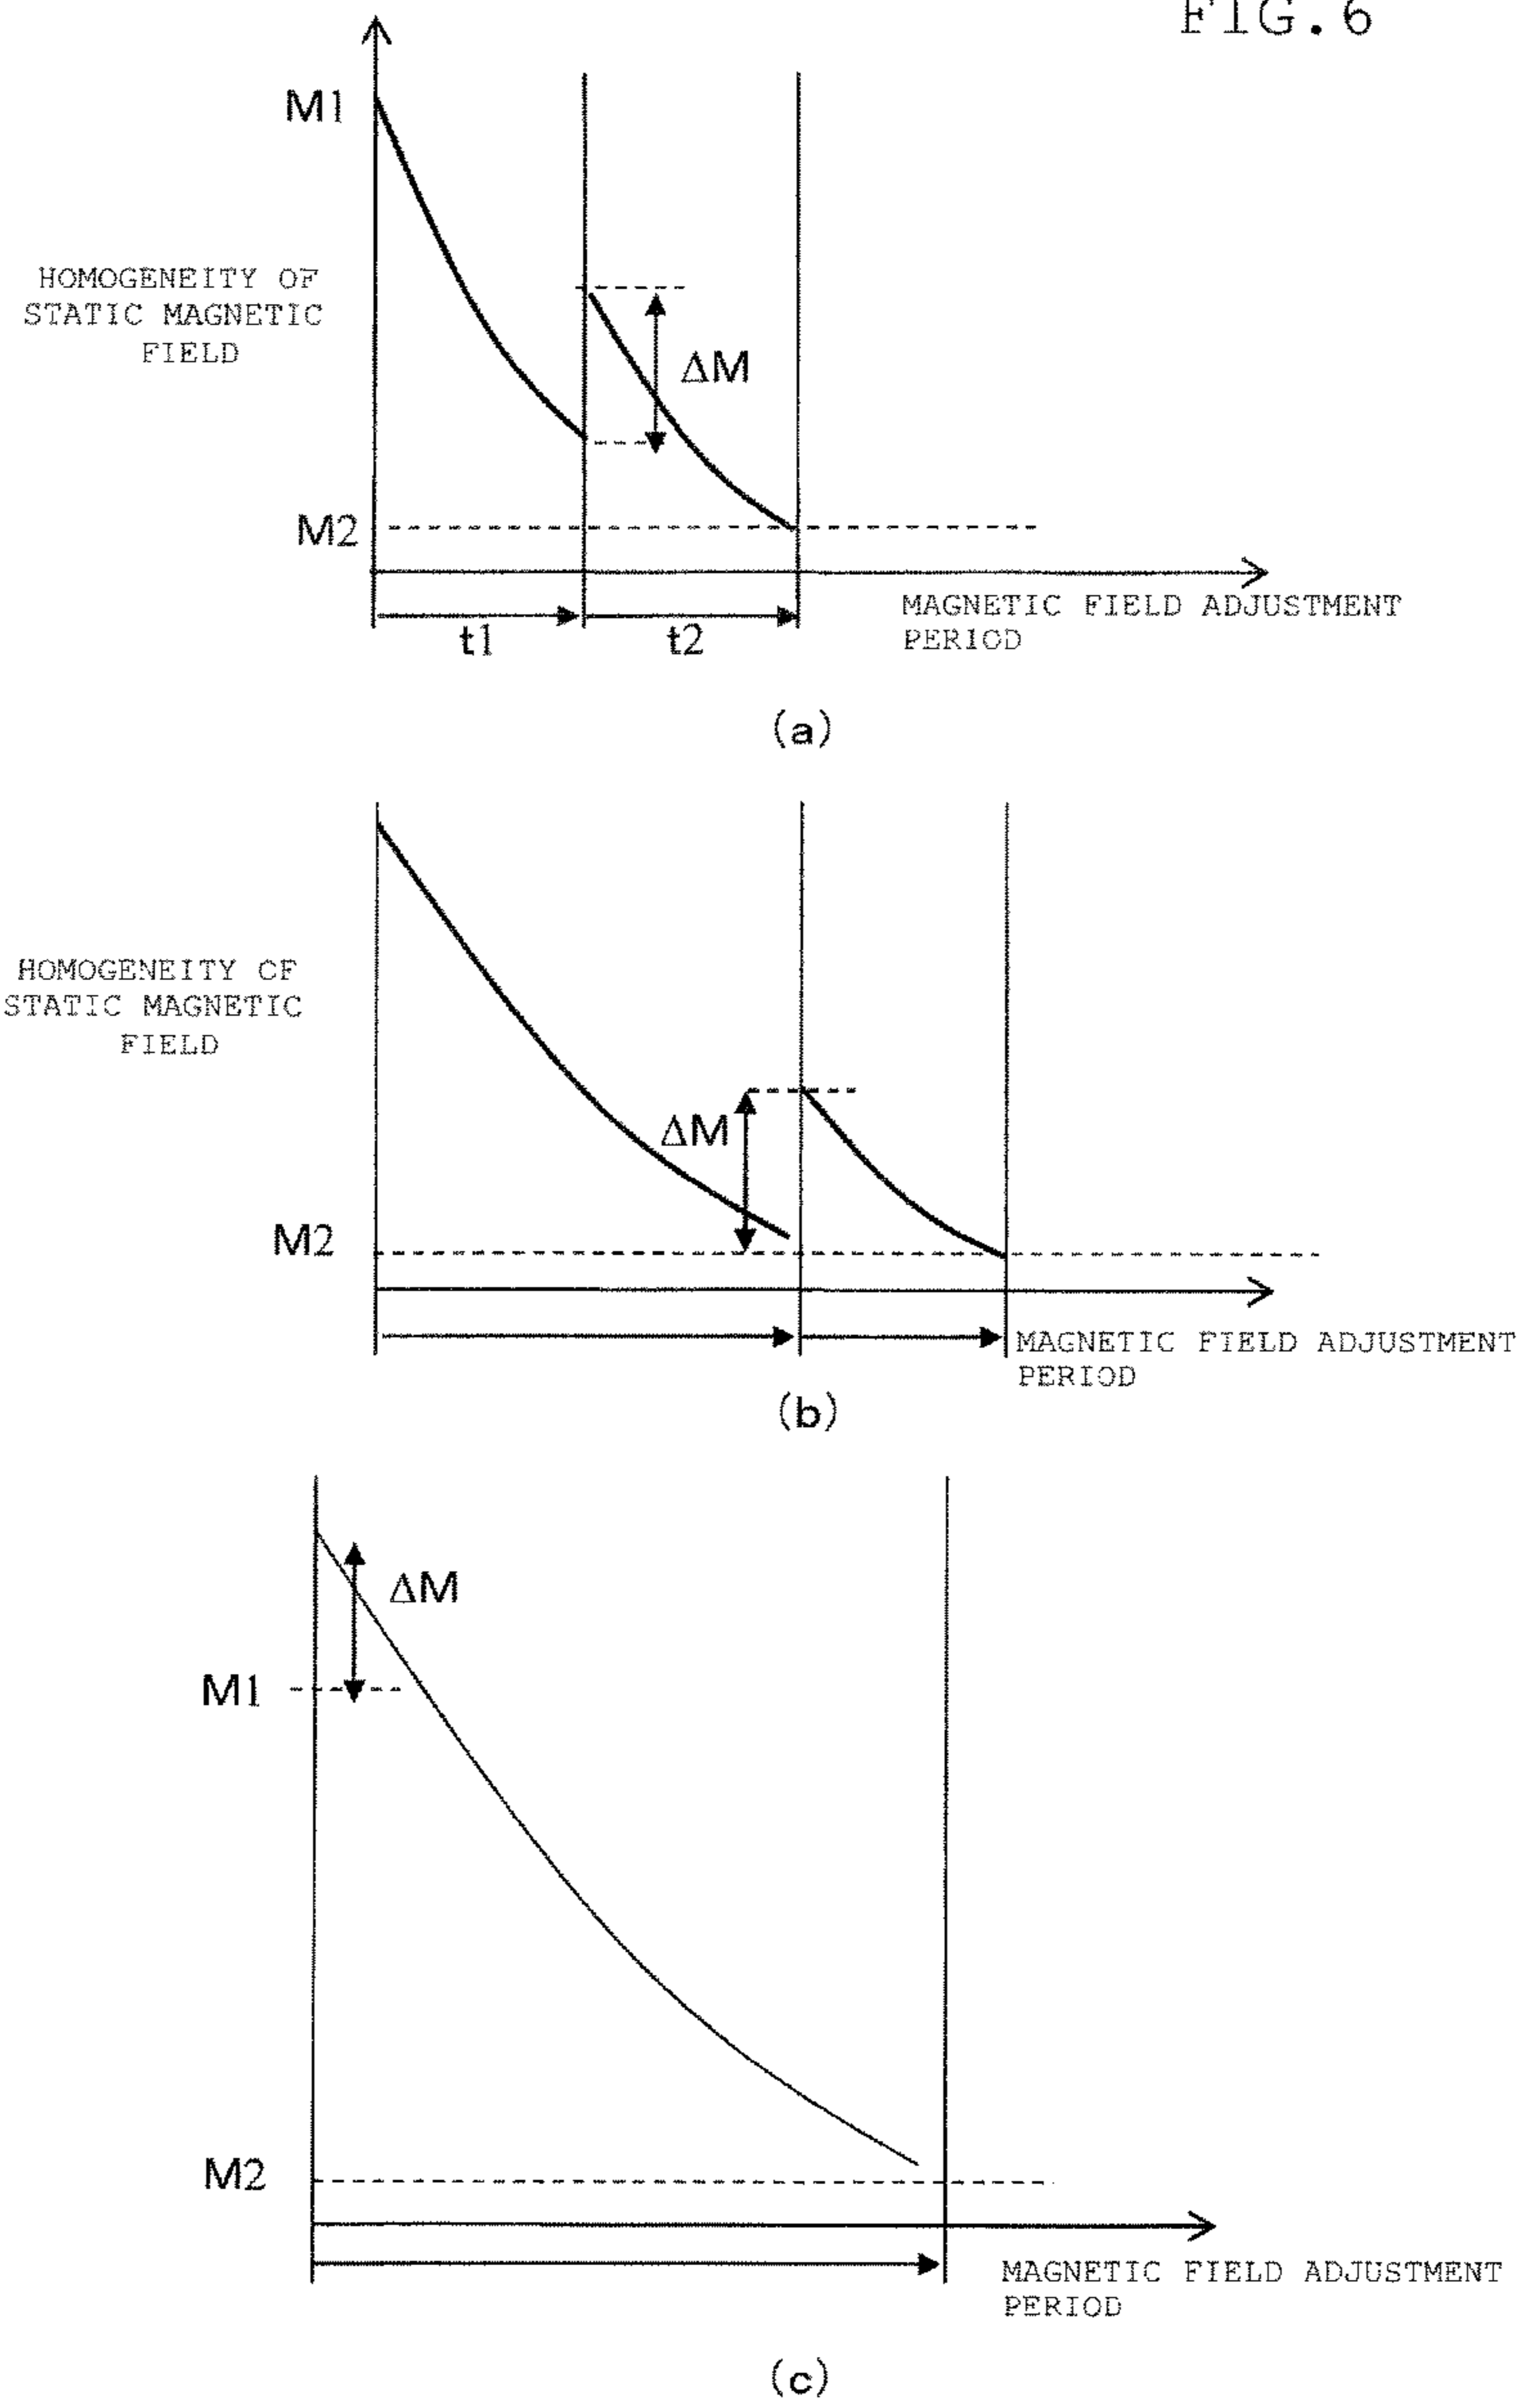 FIG. 6
M1
HOMOGENEITY OF
STATIC MAGNETIC
FIELD
ΔM
M2
MAGNETIC FIELD ADJUSTMENT
PERIOD
t1
t2
(a)
HOMOGENEITY OF
STATIC MAGNETIC
FIELD
ΔM
M2
MAGNETIC FIELD ADJUSTMENT
PERIOD
(b)
ΔM
M1
M2
MAGNETIC FIELD ADJUSTMENT
PERIOD
(c)